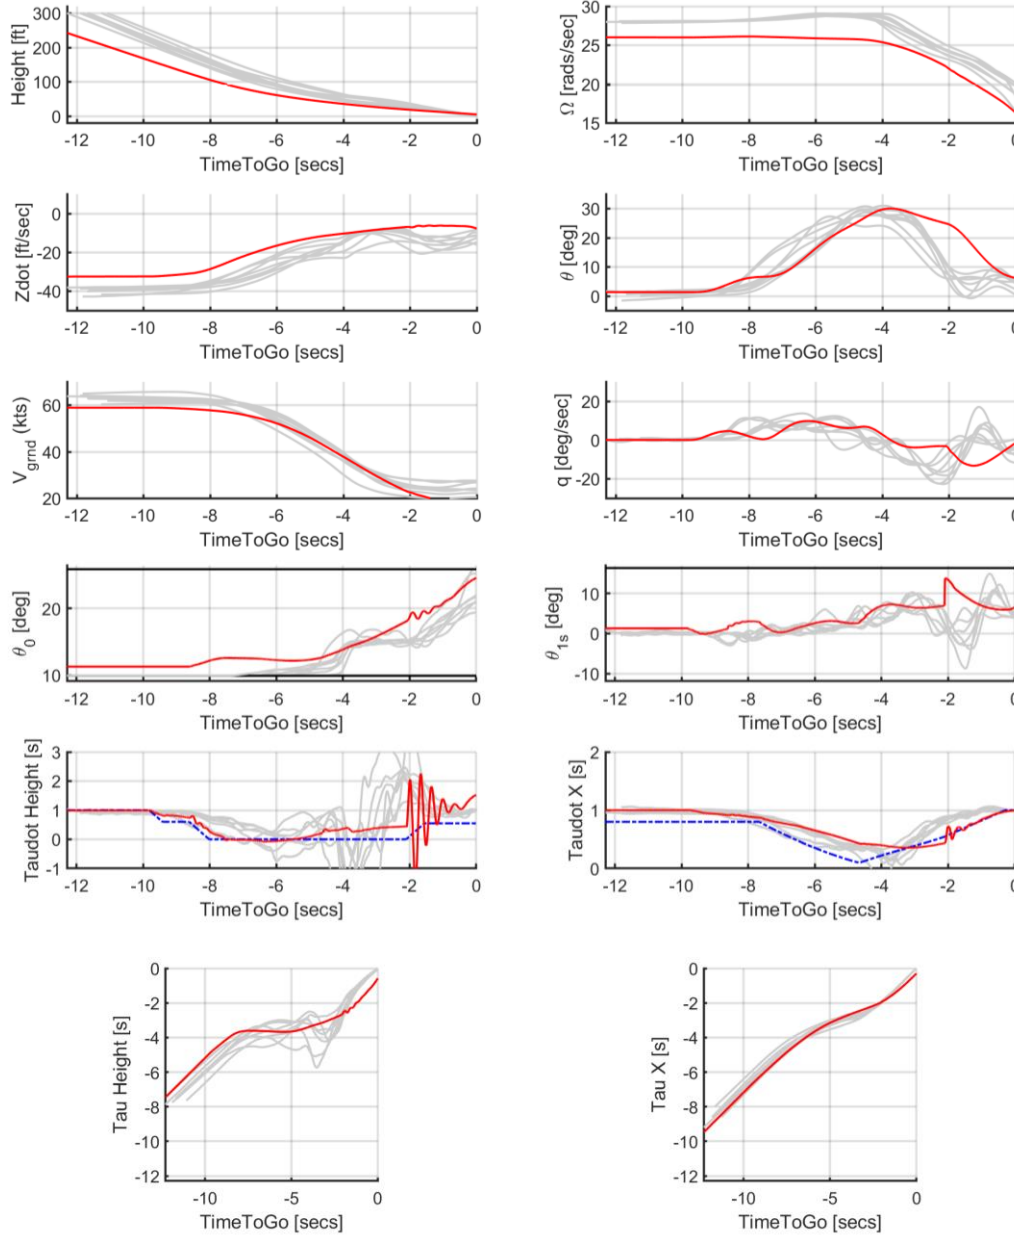 Height [ft]
300
200
100
0
-12 -10 -8 -6 -4 -2 0
TimeToGo [secs]
Ω [rads/sec]
30
25
20
15
-12 -10 -8 -6 -4 -2 0
TimeToGo [secs]
Zdot [ft/sec]
0
-20
-40
-12 -10 -8 -6 -4 -2 0
TimeToGo [secs]
θ [deg]
30
20
10
0
-12 -10 -8 -6 -4 -2 0
TimeToGo [secs]
V_grnd (kts)
60
40
20
-12 -10 -8 -6 -4 -2 0
TimeToGo [secs]
q [deg/sec]
20
0
-20
-12 -10 -8 -6 -4 -2 0
TimeToGo [secs]
θ_0 [deg]
20
10
-12 -10 -8 -6 -4 -2 0
TimeToGo [secs]
θ_1s [deg]
10
0
-10
-12 -10 -8 -6 -4 -2 0
TimeToGo [secs]
Taudot Height [s]
3
2
1
0
-1
-12 -10 -8 -6 -4 -2 0
TimeToGo [secs]
Taudot X [s]
2
1
0
-12 -10 -8 -6 -4 -2 0
TimeToGo [secs]
Tau Height [s]
0
-2
-4
-6
-8
-10
-12
-10 -5 0
TimeToGo [secs]
Tau X [s]
0
-2
-4
-6
-8
-10
-12
-10 -5 0
TimeToGo [secs]